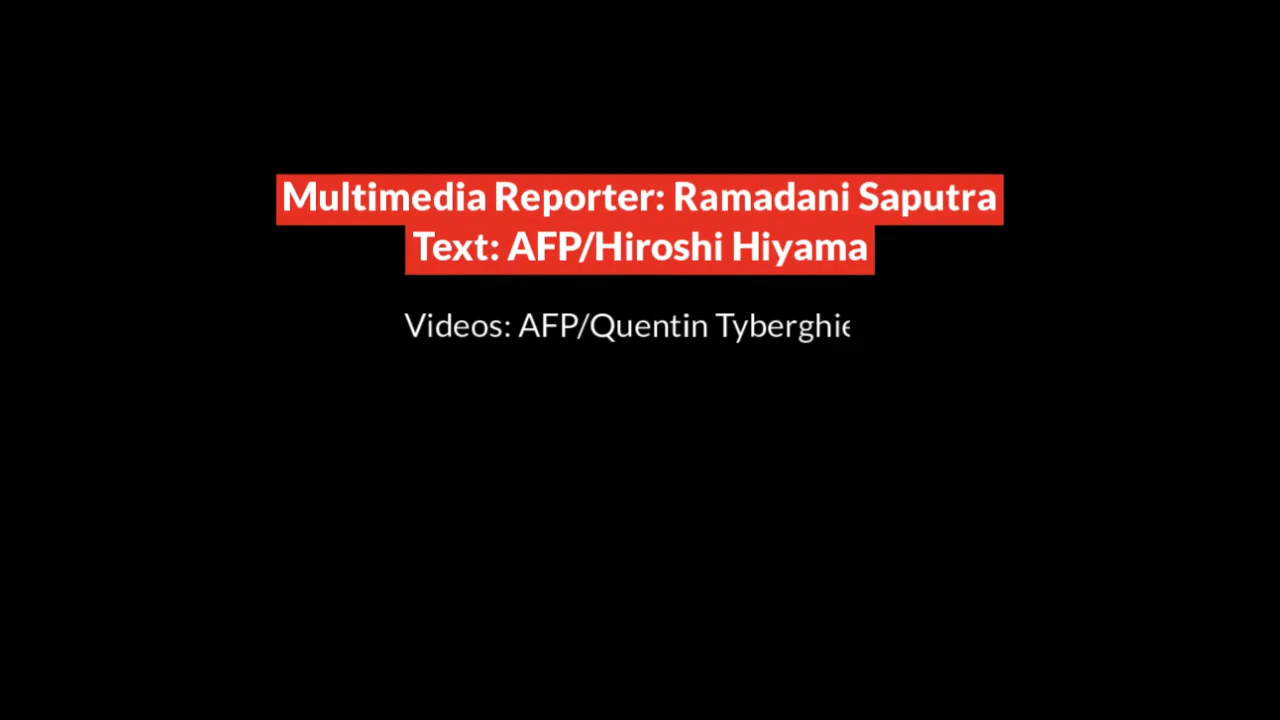 Multimedia Reporter: Ramadani Saputra
Text: AFP/Hiroshi Hiyama
Videos: AFP/Quentin Tyberghie